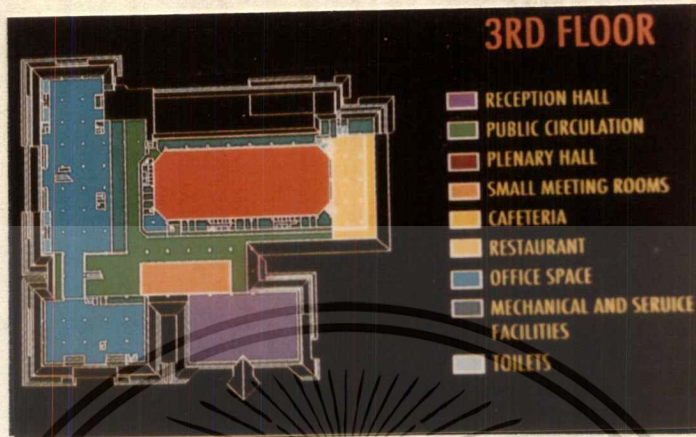 3RD FLOOR
RECEPTION HALL
PUBLIC CIRCULATION
PLENARY HALL
SMALL MEETING ROOMS
CAFETERIA
RESTAURANT
OFFICE SPACE
MECHANICAL AND SERVICE
FACILITIES
TOILETS